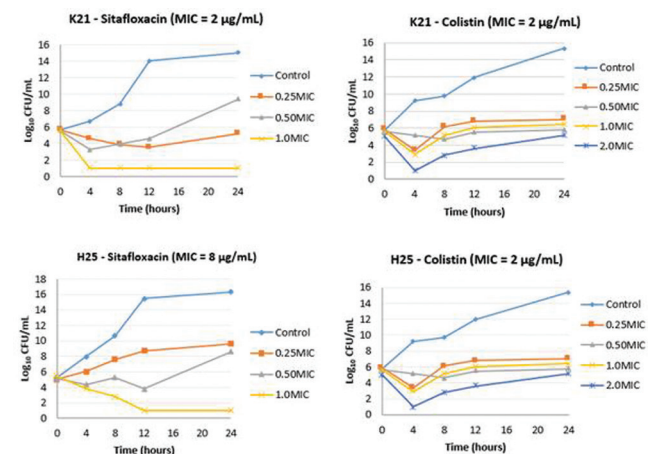 K21 - Sitafloxacin (MIC = 2 µg/mL)
16
14
12
10
8
6
4
2
0
Log₁₀ CFU/mL
0 4 8 12 16 20 24
Time (hours)
Control
0.25MIC
0.50MIC
1.0MIC
K21 - Colistin (MIC = 2 µg/mL)
16
14
12
10
8
6
4
2
0
Log₁₀ CFU/mL
0 4 8 12 16 20 24
Time (hours)
Control
0.25MIC
0.50MIC
1.0MIC
2.0MIC
H25 - Sitafloxacin (MIC = 8 µg/mL)
18
16
14
12
10
8
6
4
2
0
Log₁₀ CFU/mL
0 4 8 12 16 20 24
Time (hours)
Control
0.25MIC
0.50MIC
1.0MIC
H25 - Colistin (MIC = 2 µg/mL)
16
14
12
10
8
6
4
2
0
Log₁₀ CFU/mL
0 4 8 12 16 20 24
Time (hours)
Control
0.25MIC
0.50MIC
1.0MIC
2.0MIC